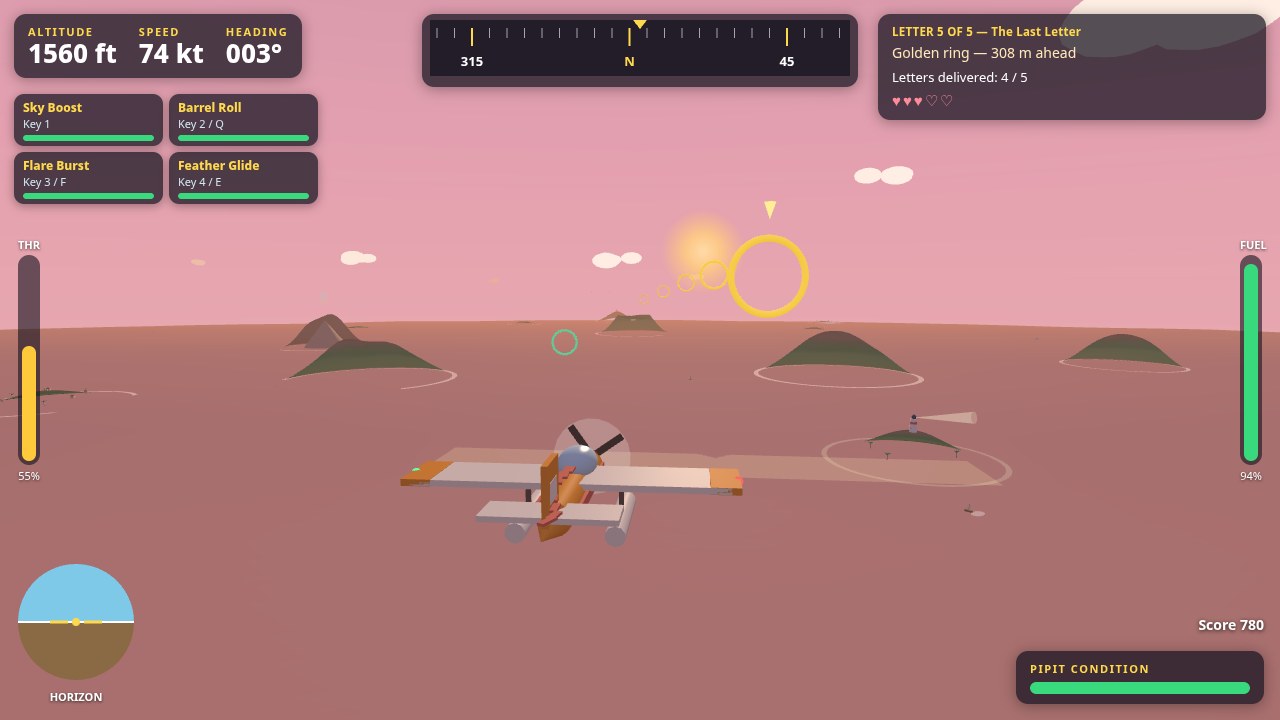 ALTITUDE SPEED HEADING
1560 ft 74 kt 003°
315 N 45
LETTER 5 OF 5 — The Last Letter
Golden ring — 308 m ahead
Letters delivered: 4 / 5
♥♥♥♡♡
Sky Boost
Key 1
Barrel Roll
Key 2 / Q
Flare Burst
Key 3 / F
Feather Glide
Key 4 / E
THR
55%
FUEL
94%
HORIZON
Score 780
PIPIT CONDITION